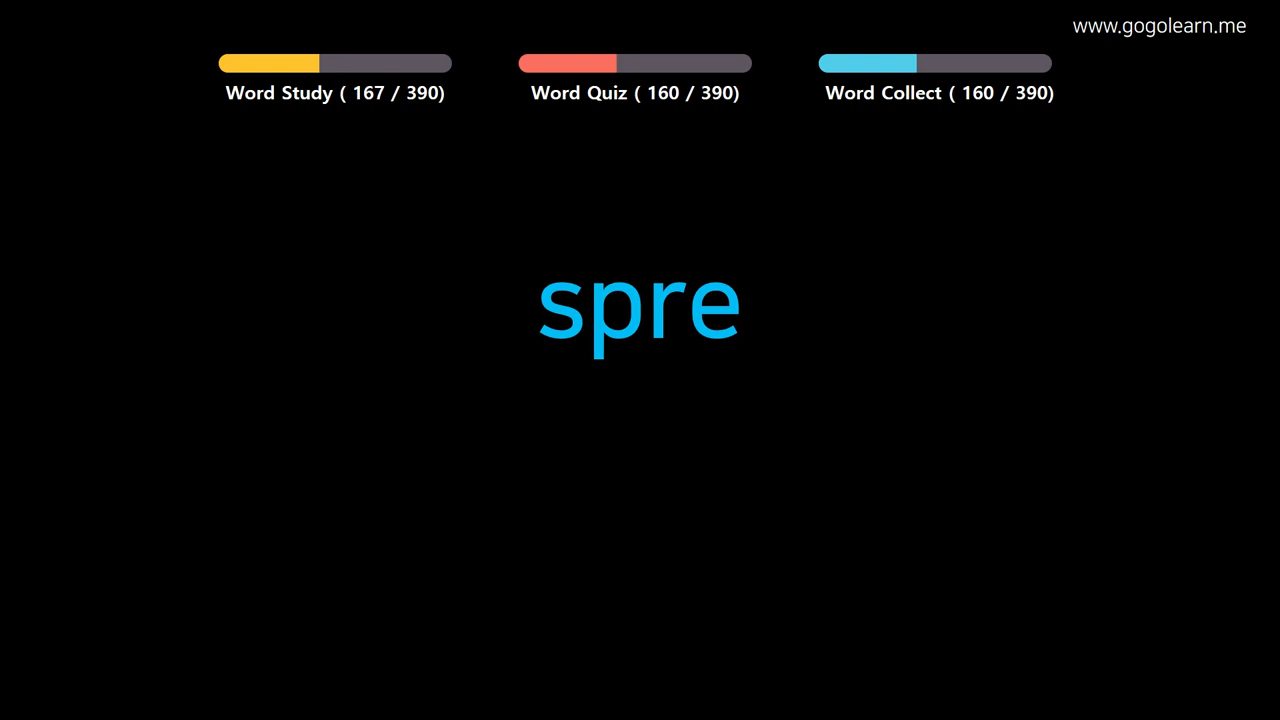 www.gogolearn.me
Word Study ( 167 / 390)
Word Quiz ( 160 / 390)
Word Collect ( 160 / 390)
spre